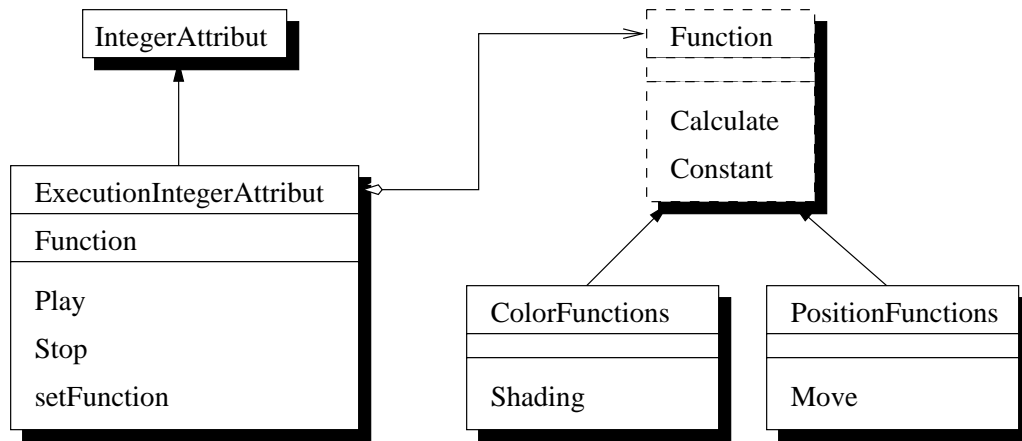 IntegerAttribut
ExecutionIntegerAttribut
Function
Play
Stop
setFunction
Function
Calculate
Constant
ColorFunctions
Shading
PositionFunctions
Move